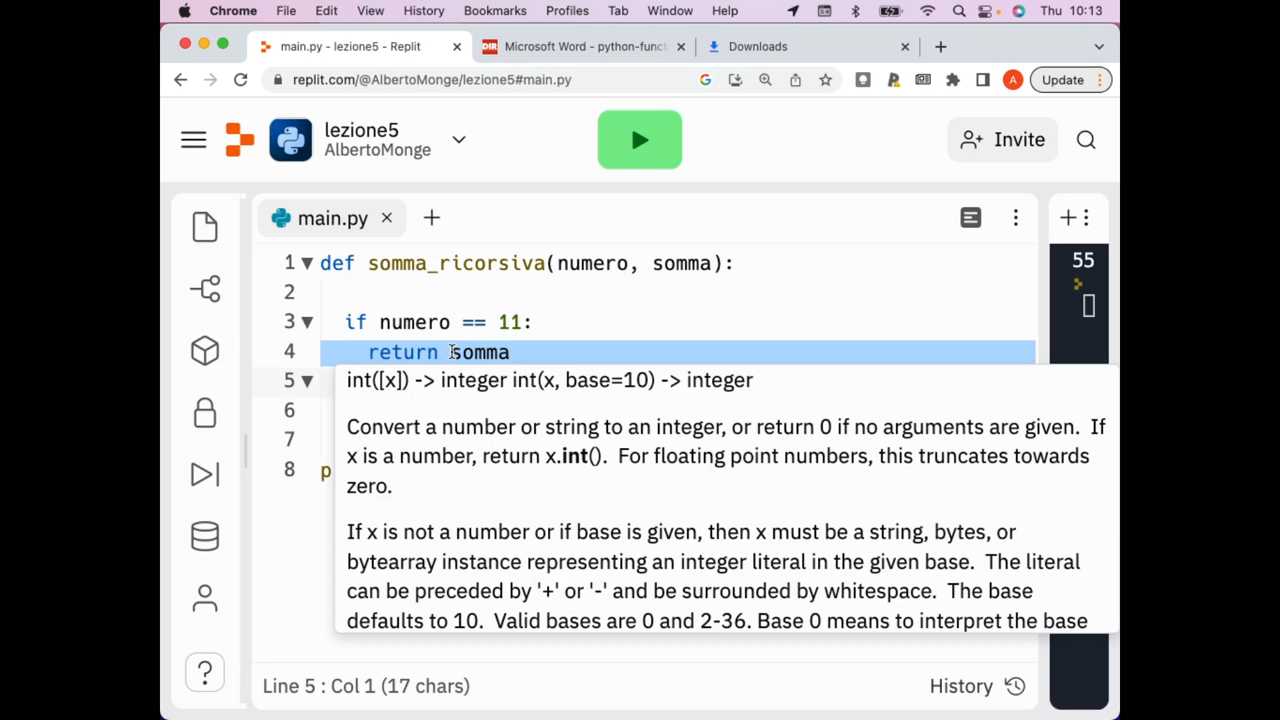 Chrome File Edit View History Bookmarks Profiles Tab Window Help Thu 10:13
main.py - lezione5 - Replit DIR Microsoft Word - python-funct Downloads
replit.com/@AlbertoMonge/lezione5#main.py A Update
lezione5
AlbertoMonge
Invite
main.py
1 def somma_ricorsiva(numero, somma):
55
2
3 if numero == 11:
4 return somma
5
int([x]) -> integer int(x, base=10) -> integer
6
Convert a number or string to an integer, or return 0 if no arguments are given. If
7
x is a number, return x.int(). For floating point numbers, this truncates towards
8 p
zero.
If x is not a number or if base is given, then x must be a string, bytes, or
bytearray instance representing an integer literal in the given base. The literal
can be preceded by '+' or '-' and be surrounded by whitespace. The base
defaults to 10. Valid bases are 0 and 2-36. Base 0 means to interpret the base
?
Line 5 : Col 1 (17 chars)
History